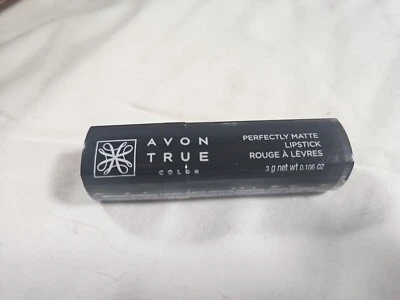 AVON
TRUE
COLOR
PERFECTLY MATTE
LIPSTICK
ROUGE À LÈVRES
3 g net wt 0.106 oz